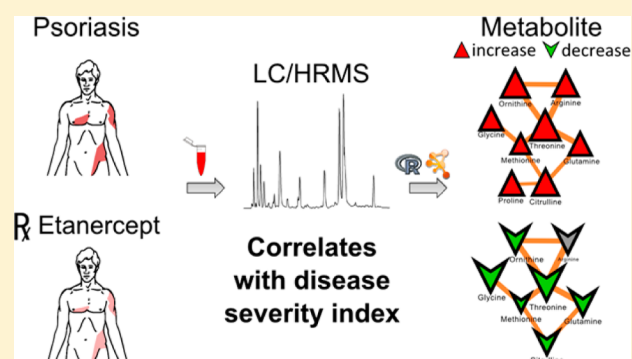 Psoriasis
Metabolite
increase decrease
LC/HRMS
Ornithine Arginine
Glycine
Threonine
Methionine Glutamine
Proline Citrulline
R
℞ Etanercept
Correlates
with disease
severity index
Ornithine Arginine
Glycine
Threonine
Methionine Glutamine